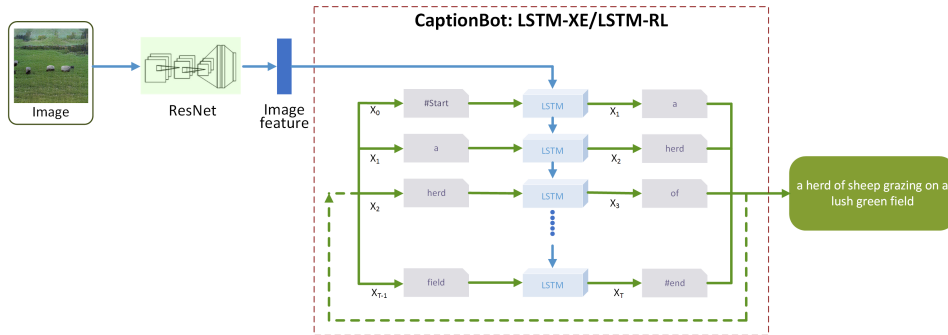 CaptionBot: LSTM-XE/LSTM-RL
Image
ResNet
Image
feature
#Start
LSTM
a
X0
X1
a
LSTM
herd
X1
X2
herd
LSTM
of
X2
X3
field
LSTM
#end
XT-1
XT
a herd of sheep grazing on a
lush green field